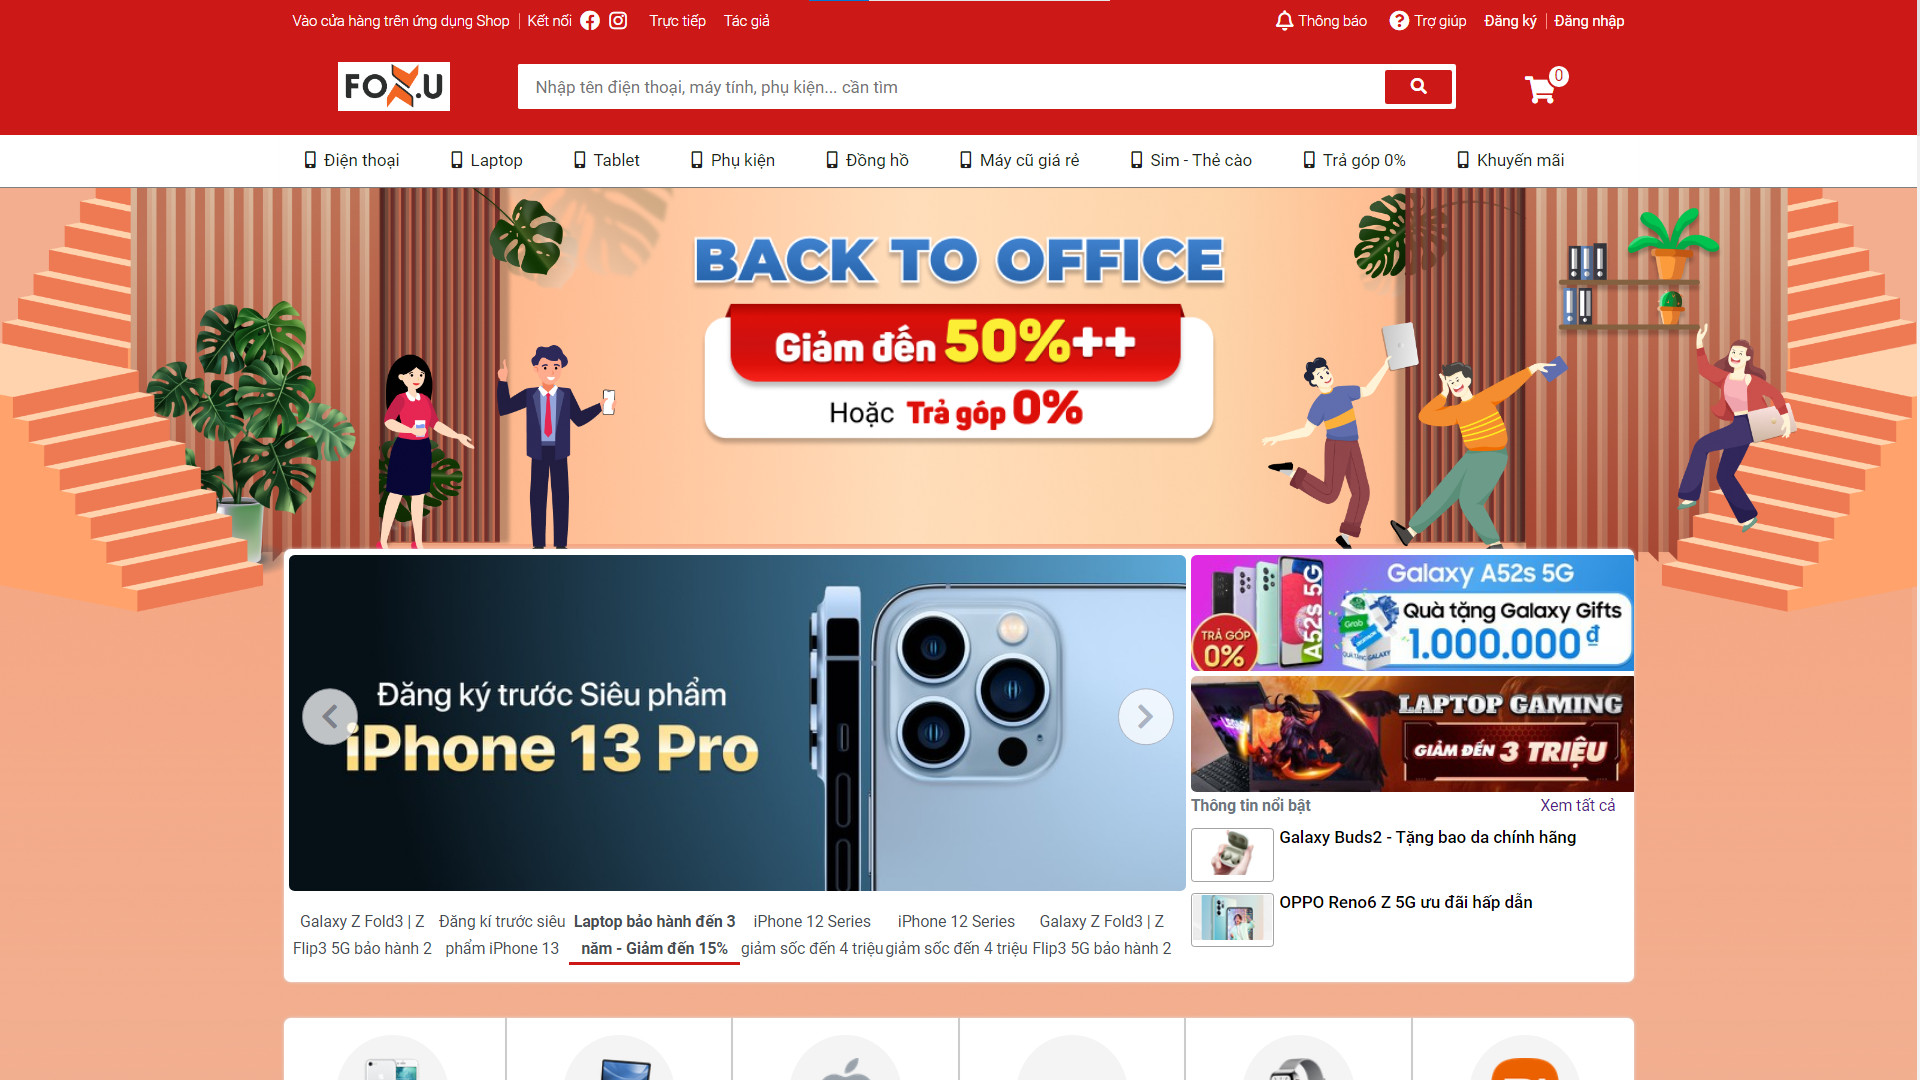 Vào cửa hàng trên ứng dụng Shop
Kết nối
Trực tiếp
Tác giả
Thông báo
Trợ giúp
Đăng ký
Đăng nhập
FOX.U
Nhập tên điện thoại, máy tính, phụ kiện... cần tìm
0
Điện thoại
Laptop
Tablet
Phụ kiện
Đồng hồ
Máy cũ giá rẻ
Sim - Thẻ cào
Trả góp 0%
Khuyến mãi
BACK TO OFFICE
Giảm đến 50%++
Hoặc Trả góp 0%
Đăng ký trước Siêu phẩm
iPhone 13 Pro
Galaxy A52s 5G
A52s 5G
Quà tặng Galaxy Gifts
1.000.000đ
TRẢ GÓP
0%
Grab
QUÀ TẶNG GALAXY
LAPTOP GAMING
GIẢM ĐẾN 3 TRIỆU
Thông tin nổi bật
Xem tất cả
Galaxy Buds2 - Tặng bao da chính hãng
OPPO Reno6 Z 5G ưu đãi hấp dẫn
Galaxy Z Fold3 | Z
Flip3 5G bảo hành 2
Đăng kí trước siêu
phẩm iPhone 13
Laptop bảo hành đến 3
năm - Giảm đến 15%
iPhone 12 Series
giảm sốc đến 4 triệu
iPhone 12 Series
giảm sốc đến 4 triệu
Galaxy Z Fold3 | Z
Flip3 5G bảo hành 2